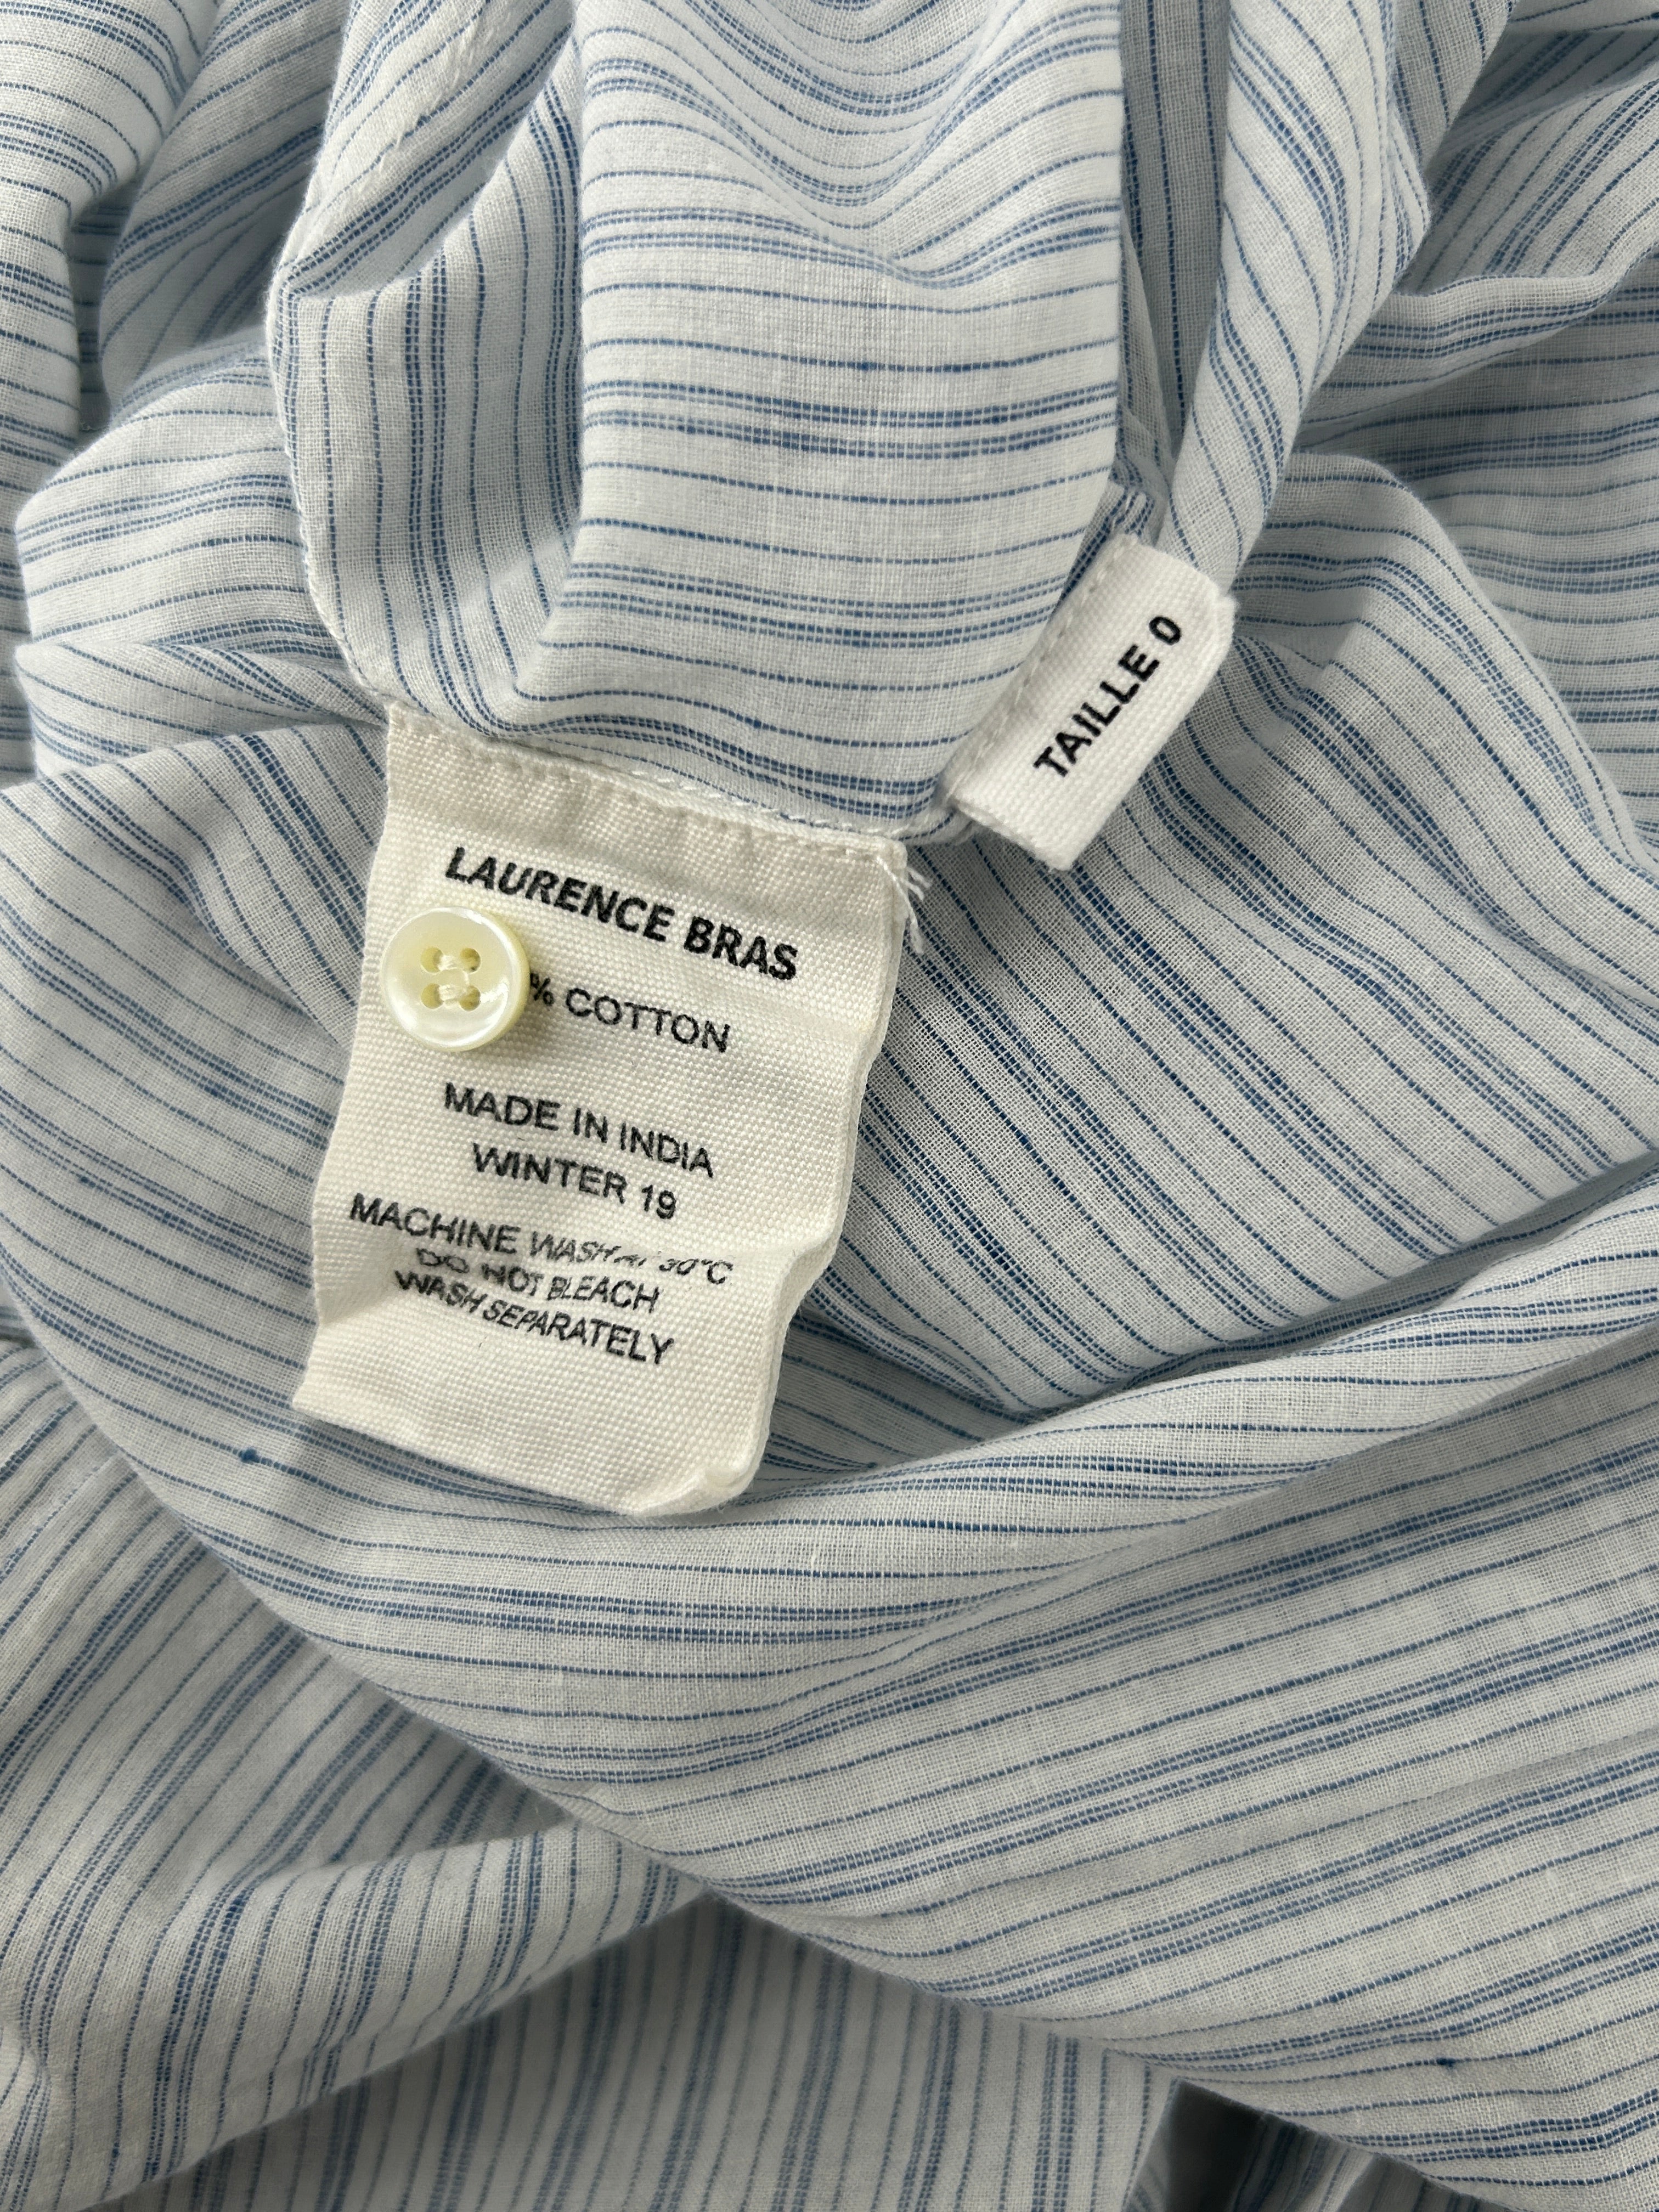 LAURENCE BRAS
% COTTON
MADE IN INDIA
WINTER 19
MACHINE WASH AT 30°C
DO NOT BLEACH
WASH SEPARATELY
TAILLE 0